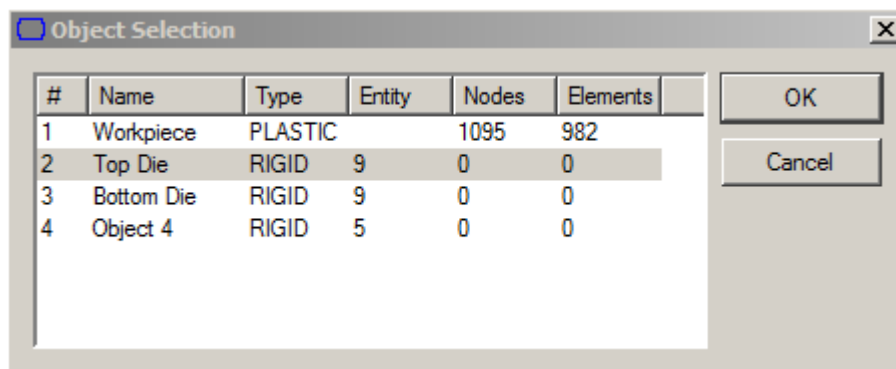 Object Selection
# Name Type Entity Nodes Elements
1 Workpiece PLASTIC 1095 982
2 Top Die RIGID 9 0 0
3 Bottom Die RIGID 9 0 0
4 Object 4 RIGID 5 0 0
OK
Cancel